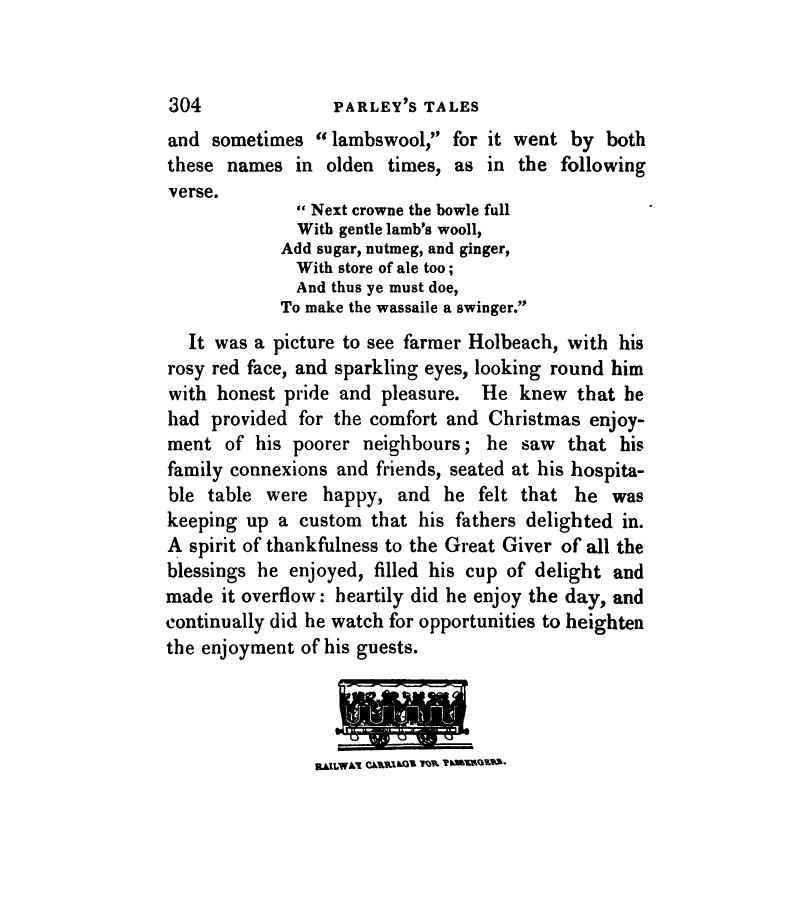 304 PARLEY'S TALES
and sometimes “lambswool,” for it went by both
these names in olden times, as in the following
verse.
“ Next crowne the bowle full
With gentle lamb's wooll,
Add sugar, nutmeg, and ginger,
With store of ale too ;
And thus ye must doe,
To make the wassaile a swinger.”
It was a picture to see farmer Holbeach, with his
rosy red face, and sparkling eyes, looking round him
with honest pride and pleasure. He knew that he
had provided for the comfort and Christmas enjoy-
ment of his poorer neighbours ; he saw that his
family connexions and friends, seated at his hospita-
ble table were happy, and he felt that he was
keeping up a custom that his fathers delighted in.
A spirit of thankfulness to the Great Giver of all the
blessings he enjoyed, filled his cup of delight and
made it overflow : heartily did he enjoy the day, and
continually did he watch for opportunities to heighten
the enjoyment of his guests.
RAILWAY CARRIAGE FOR PASSENGERS.